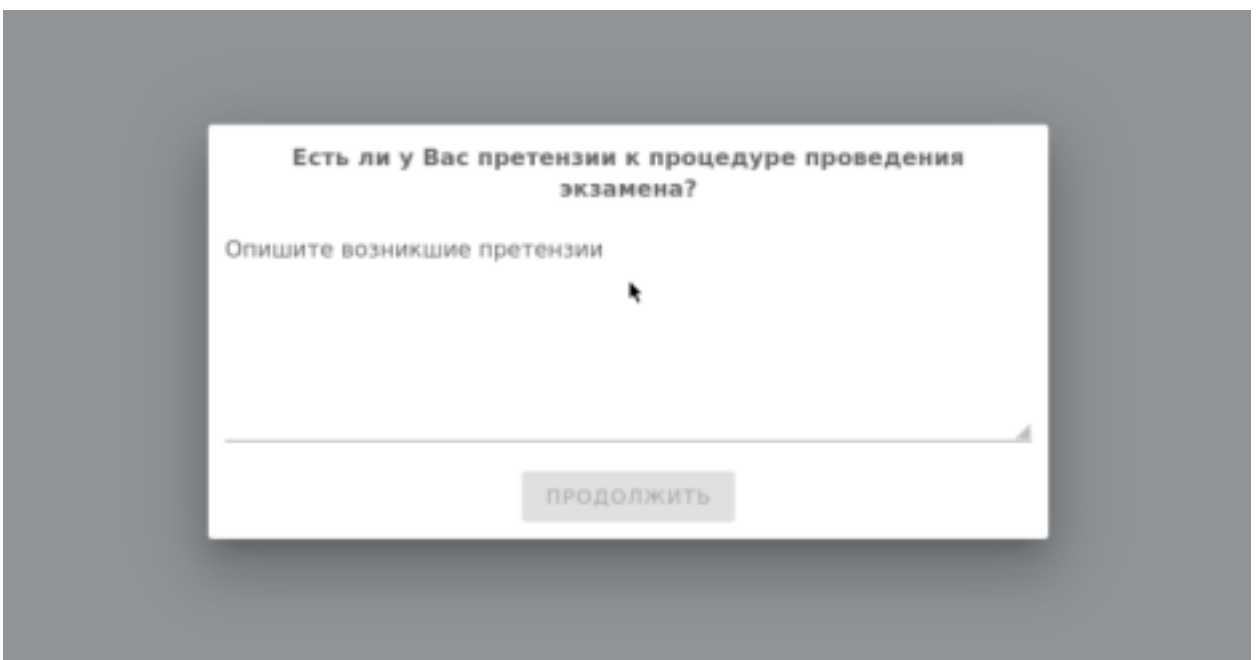 Есть ли у Вас претензии к процедуре проведения
экзамена?
Опишите возникшие претензии
ПРОДОЛЖИТЬ